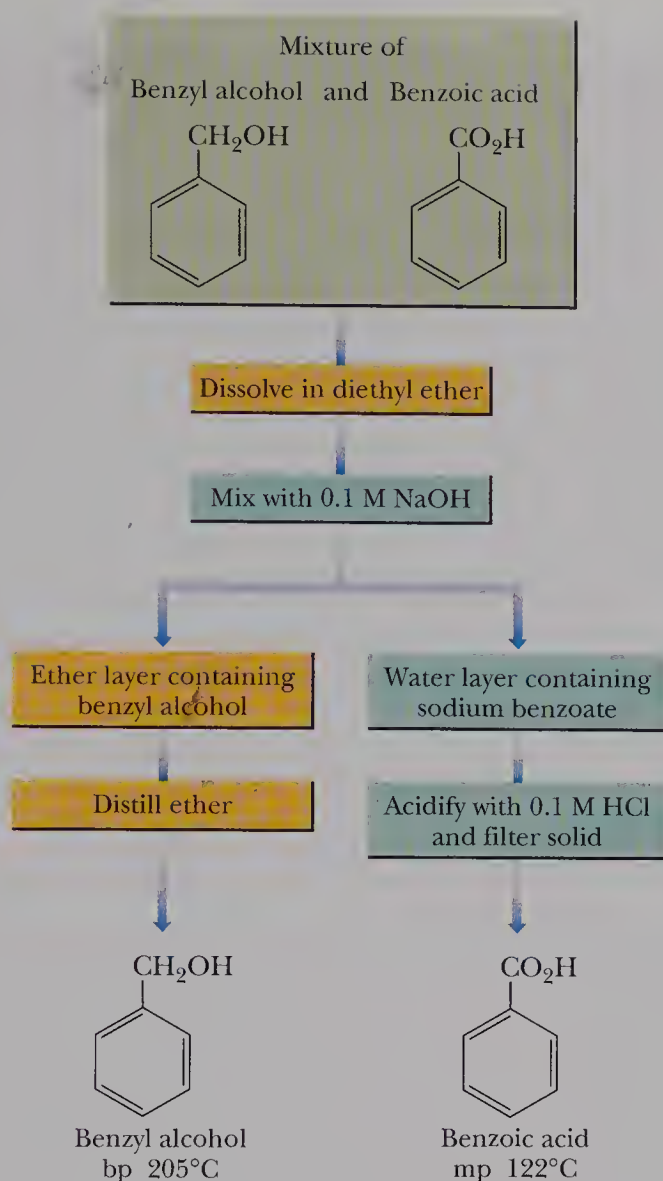 Mixture of
Benzyl alcohol and Benzoic acid
CH₂OH
CO₂H
Dissolve in diethyl ether
Mix with 0.1 M NaOH
Ether layer containing
benzyl alcohol
Water layer containing
sodium benzoate
Distill ether
Acidify with 0.1 M HCl
and filter solid
CH₂OH
CO₂H
Benzyl alcohol
bp 205°C
Benzoic acid
mp 122°C